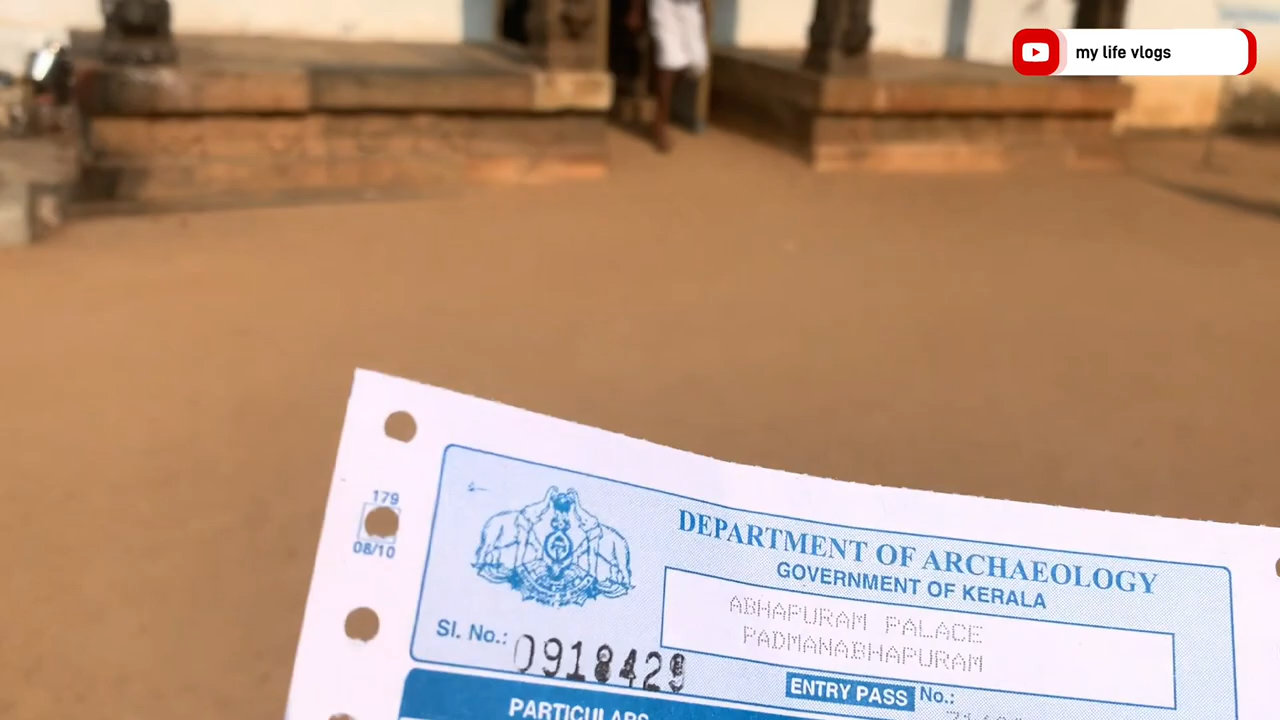 my life vlogs
179
08/10
DEPARTMENT OF ARCHAEOLOGY
GOVERNMENT OF KERALA
ABHAPURAM PALACE
PADMANABHAPURAM
Sl. No.: 0918429
ENTRY PASS No.:
PARTICULARS